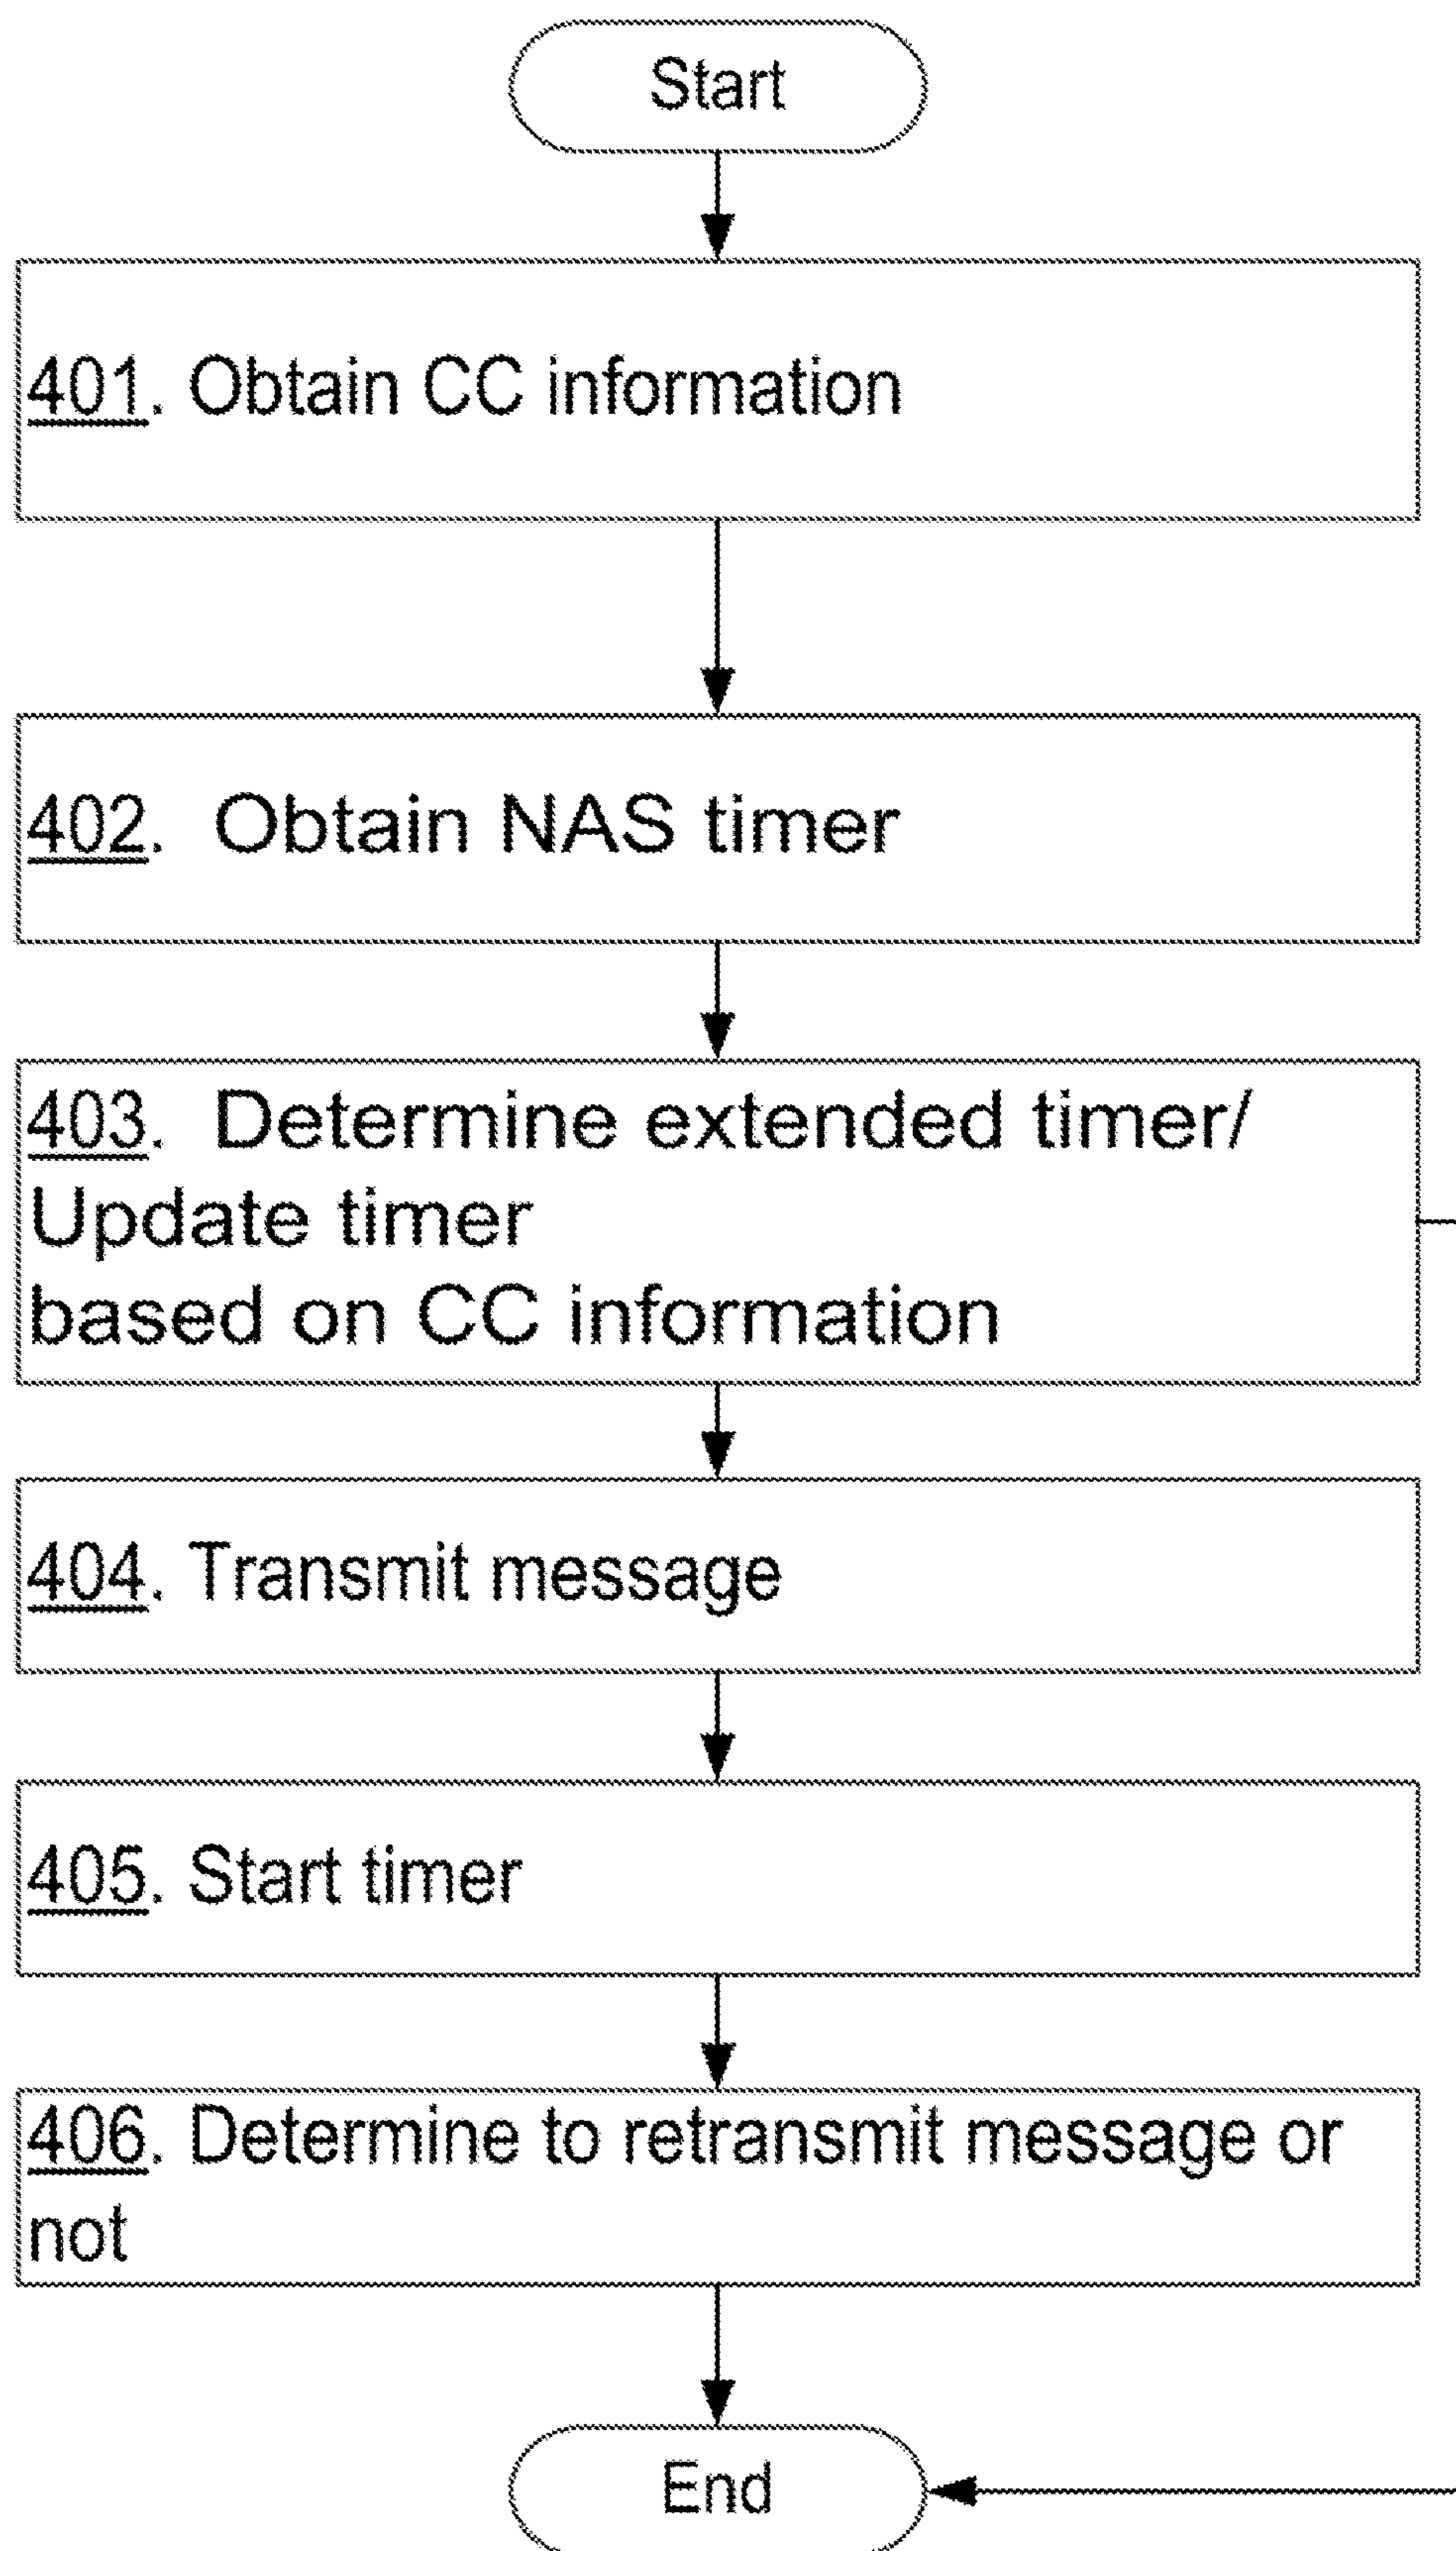 Start
401. Obtain CC information
402. Obtain NAS timer
403. Determine extended timer/
Update timer
based on CC information
404. Transmit message
405. Start timer
406. Determine to retransmit message or
not
End